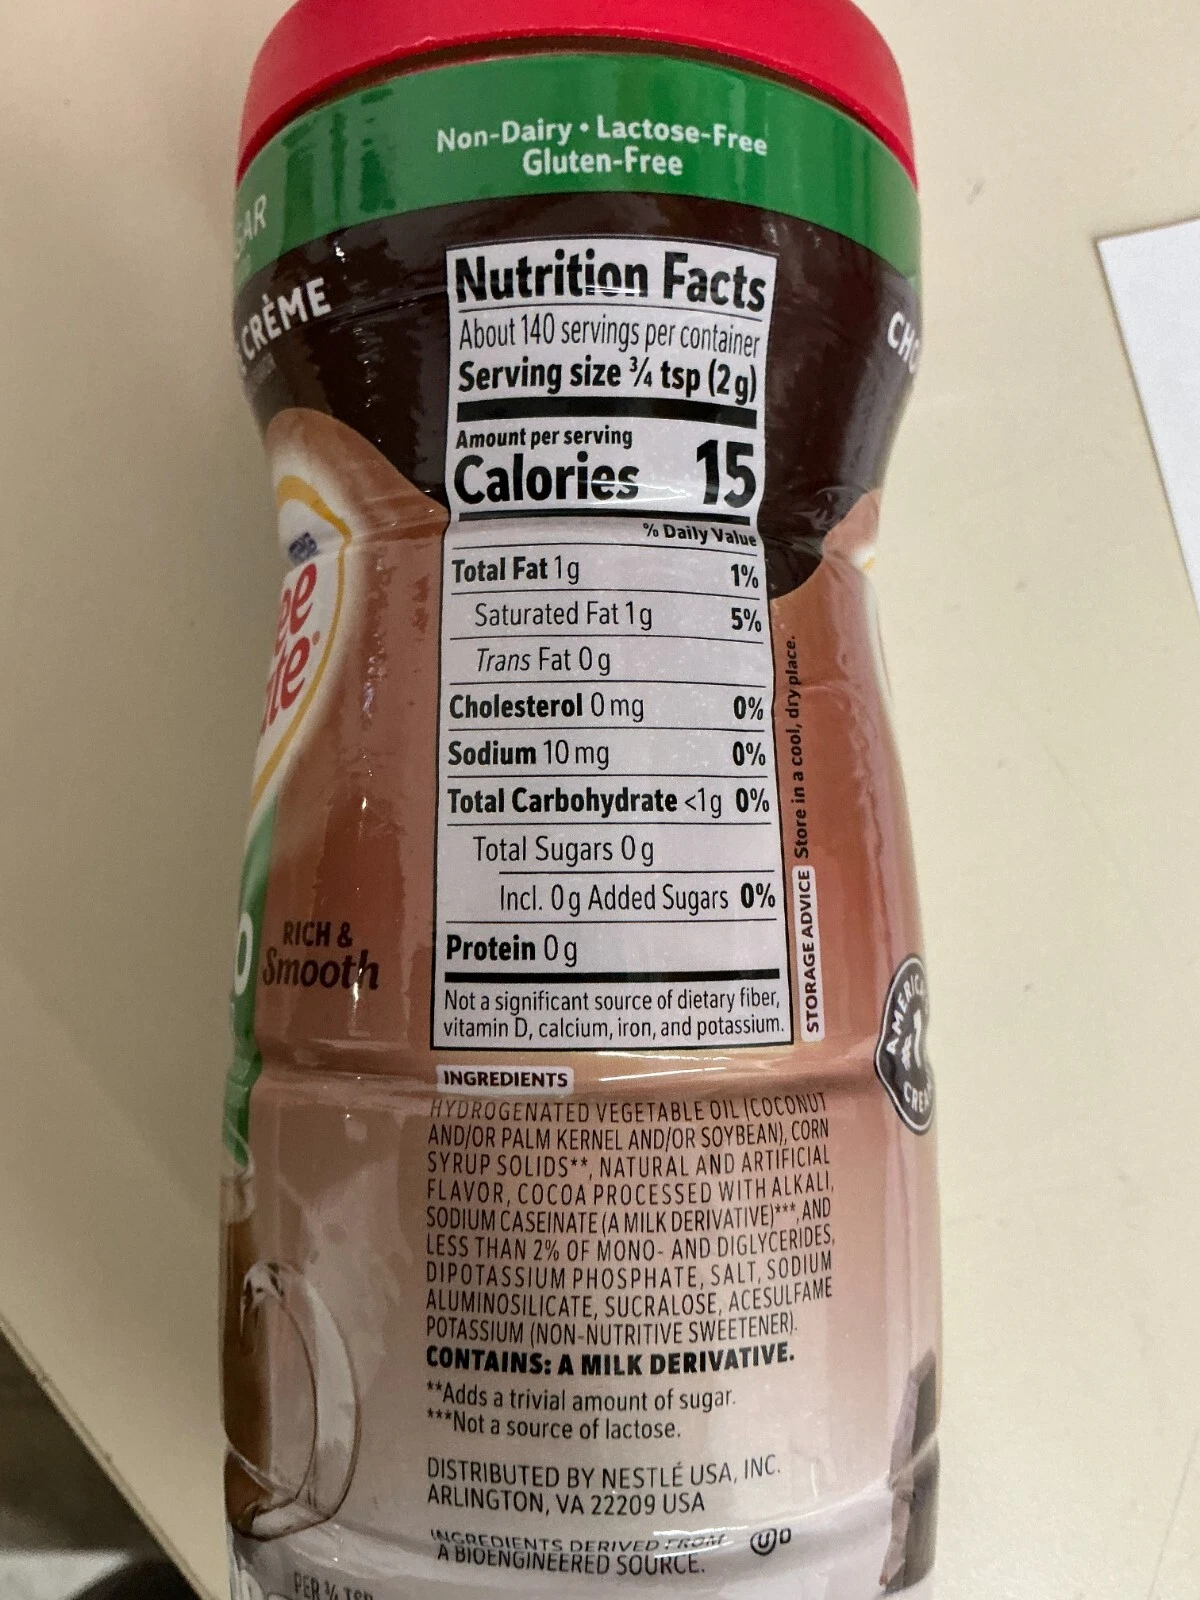 Non-Dairy • Lactose-Free
Gluten-Free
CRÈME
Nutrition Facts
About 140 servings per container
Serving size ¾ tsp (2 g)
Amount per serving
Calories 15
% Daily Value
Total Fat 1g 1%
Saturated Fat 1g 5%
Trans Fat 0g
Cholesterol 0mg 0%
Sodium 10mg 0%
Total Carbohydrate <1g 0%
Total Sugars 0g
Incl. 0g Added Sugars 0%
Protein 0g
Not a significant source of dietary fiber,
vitamin D, calcium, iron, and potassium.
STORAGE ADVICE Store in a cool, dry place.
RICH &
Smooth
#1
INGREDIENTS
HYDROGENATED VEGETABLE OIL (COCONUT
AND/OR PALM KERNEL AND/OR SOYBEAN), CORN
SYRUP SOLIDS**, NATURAL AND ARTIFICIAL
FLAVOR, COCOA PROCESSED WITH ALKALI,
SODIUM CASEINATE (A MILK DERIVATIVE)***, AND
LESS THAN 2% OF MONO- AND DIGLYCERIDES,
DIPOTASSIUM PHOSPHATE, SALT, SODIUM
ALUMINOSILICATE, SUCRALOSE, ACESULFAME
POTASSIUM (NON-NUTRITIVE SWEETENER).
CONTAINS: A MILK DERIVATIVE.
**Adds a trivial amount of sugar.
***Not a source of lactose.
DISTRIBUTED BY NESTLÉ USA, INC.
ARLINGTON, VA 22209 USA
INGREDIENTS DERIVED FROM
A BIOENGINEERED SOURCE.
U D
PER ¾ TSP